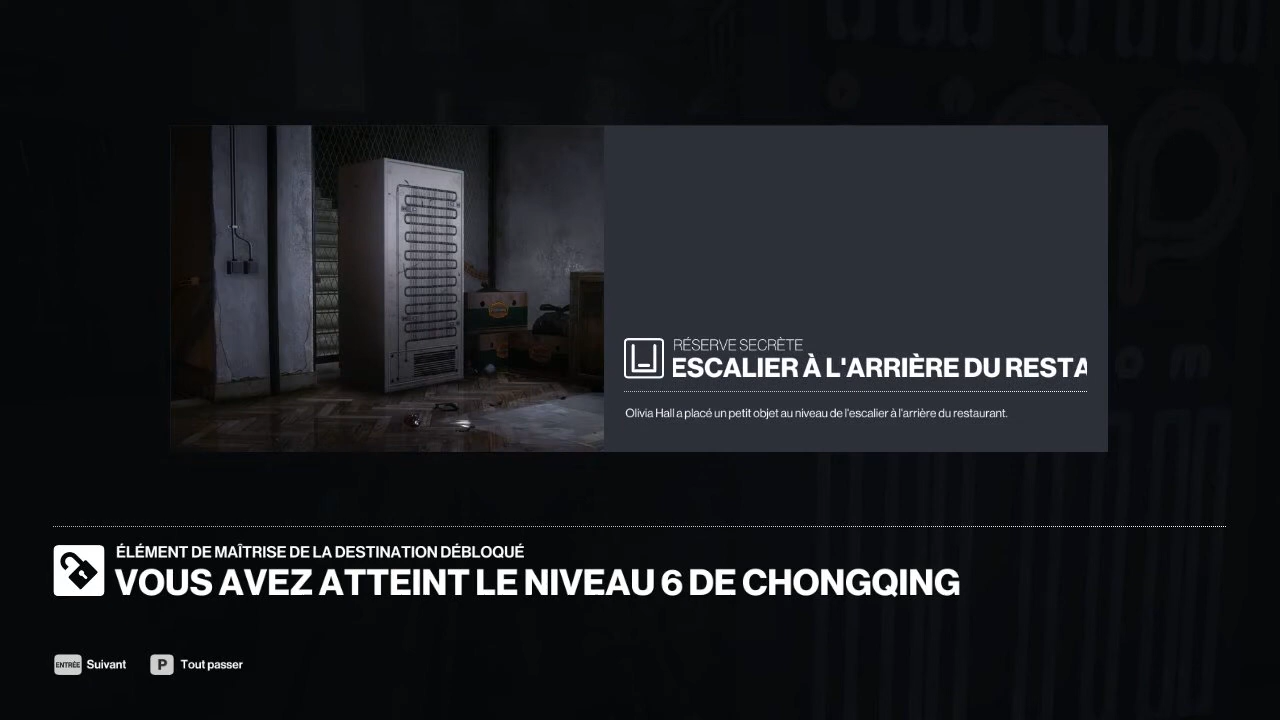 RÉSERVE SECRÈTE
ESCALIER À L'ARRIÈRE DU RESTA
Olivia Hall a placé un petit objet au niveau de l'escalier à l'arrière du restaurant.
ÉLÉMENT DE MAÎTRISE DE LA DESTINATION DÉBLOQUÉ
VOUS AVEZ ATTEINT LE NIVEAU 6 DE CHONGQING
ENTRÉE Suivant P Tout passer